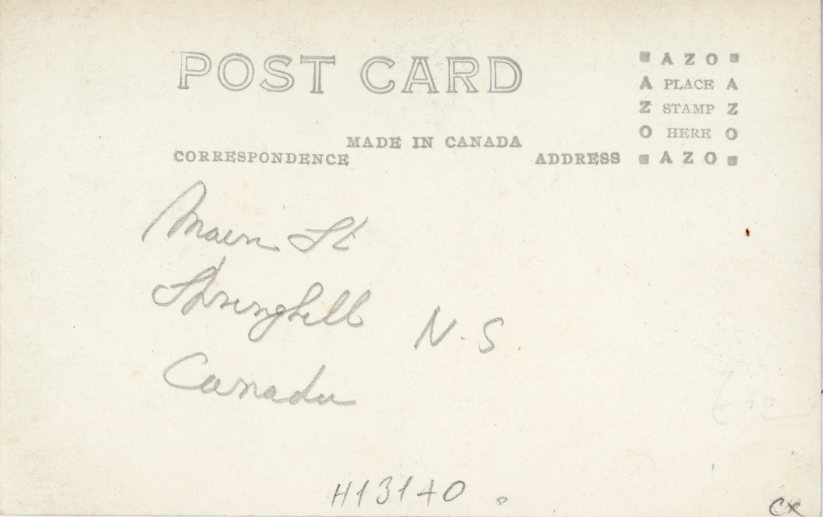 POST CARD
MADE IN CANADA
CORRESPONDENCE ADDRESS
AZO
A PLACE A
Z STAMP Z
O HERE O
AZO
Main St
Springhill N.S.
Canada
H13140
CX